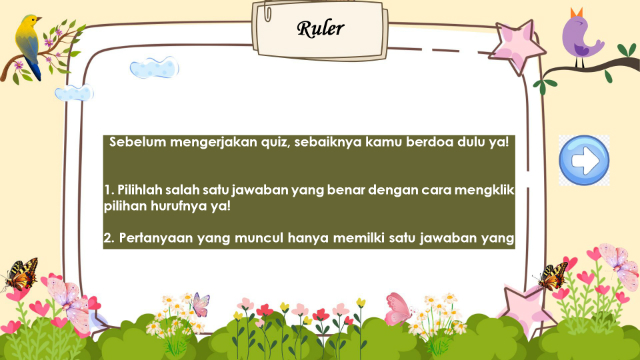 Ruler
Sebelum mengerjakan quiz, sebaiknya kamu berdoa dulu ya!
1. Pilihlah salah satu jawaban yang benar dengan cara mengklik
pilihan hurufnya ya!
2. Pertanyaan yang muncul hanya memilki satu jawaban yang